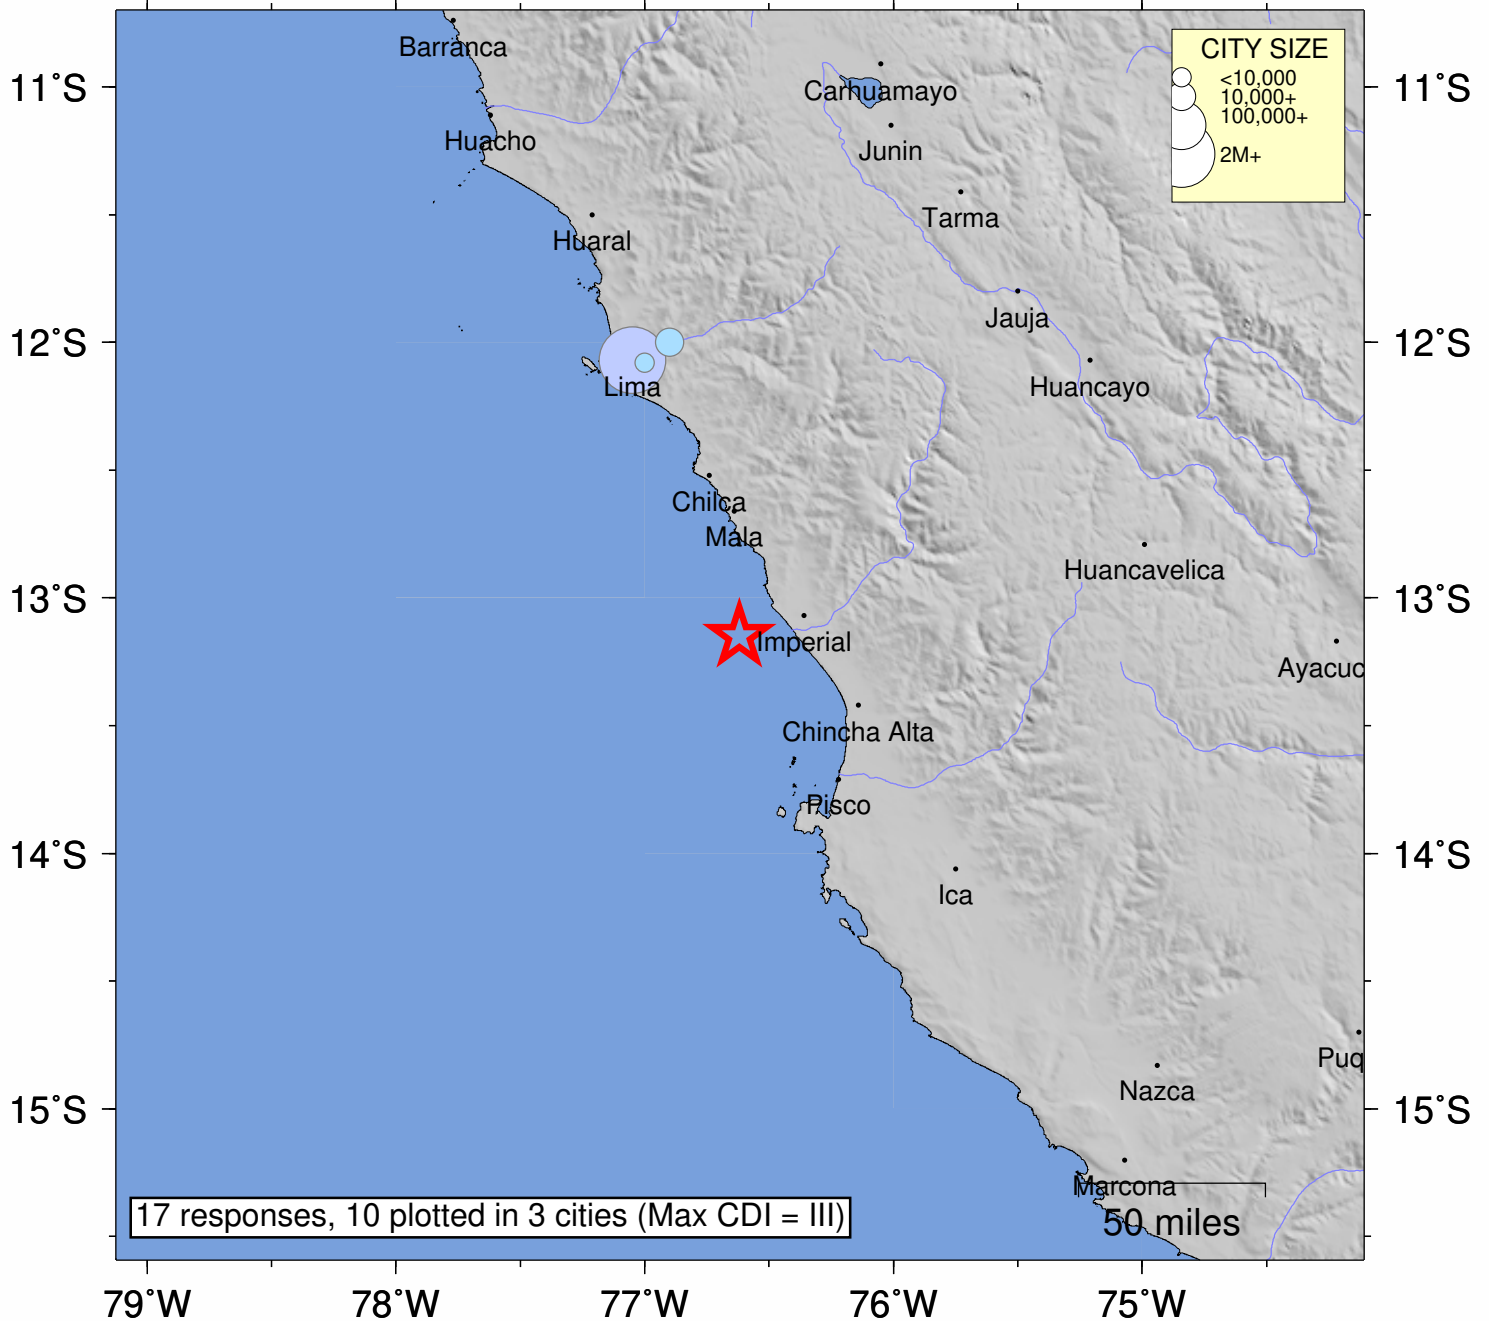 Barranca
CITY SIZE
<10,000
10,000+
100,000+
2M+
11°S
11°S
Carhuamayo
Huacho
Junin
Tarma
Huaral
Jauja
12°S
12°S
Lima
Huancayo
Chilca
Mala
Huancavelica
13°S
13°S
Imperial
Ayacuc
Chincha Alta
Pisco
14°S
14°S
Ica
Puq
Nazca
15°S
15°S
Marcona
17 responses, 10 plotted in 3 cities (Max CDI = III)
50 miles
79°W
78°W
77°W
76°W
75°W